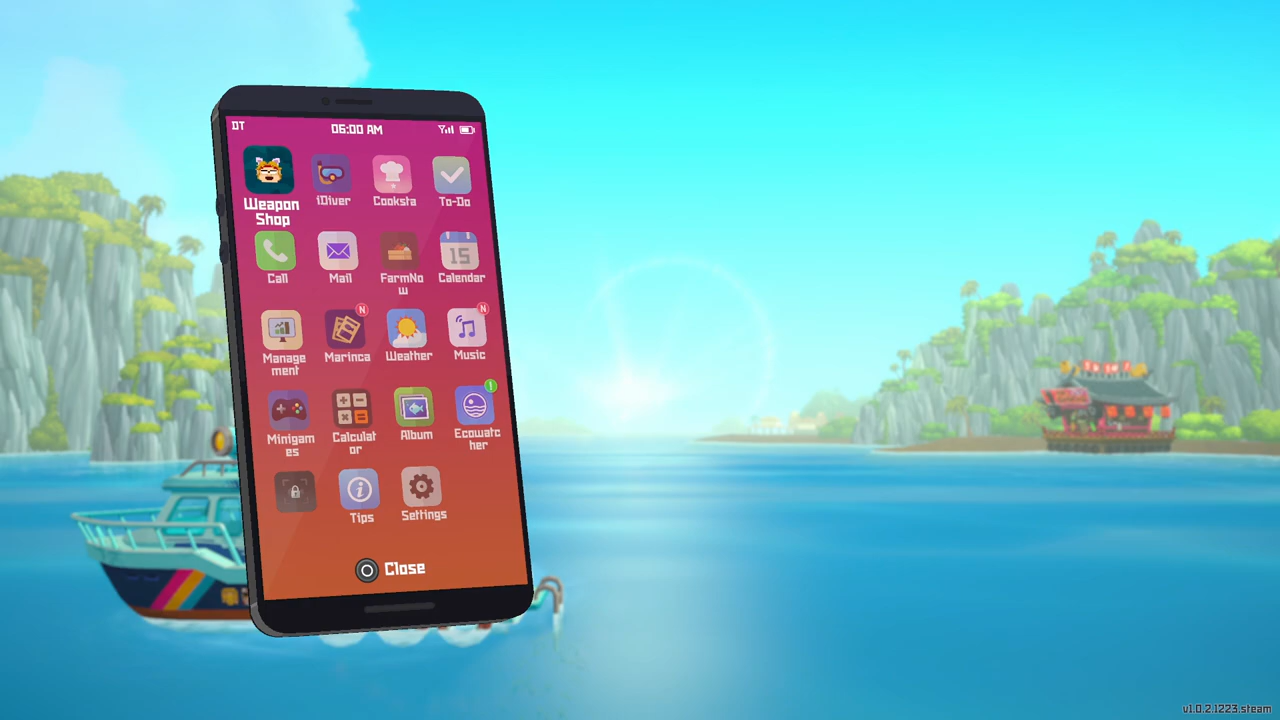 DT
06:00 AM
Weapon
Shop
iDiver
Cooksta
To-Do
Call
Mail
FarmNo
w
15
Calendar
Manage
ment
N
Marinca
Weather
N
Music
Minigam
es
Calculat
or
Album
!
Ecowatc
her
Tips
Settings
Close
v1.0.2.1223.steam